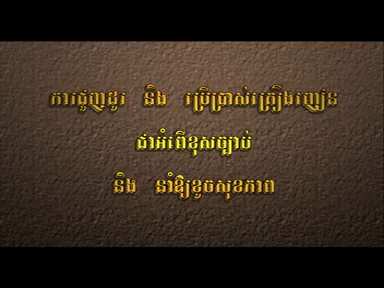 ការជួញដូរ និង ប្រើប្រាស់គ្រឿងញៀន
ជាអំពើខុសច្បាប់
និង នាំឱ្យខូចសុខភាព